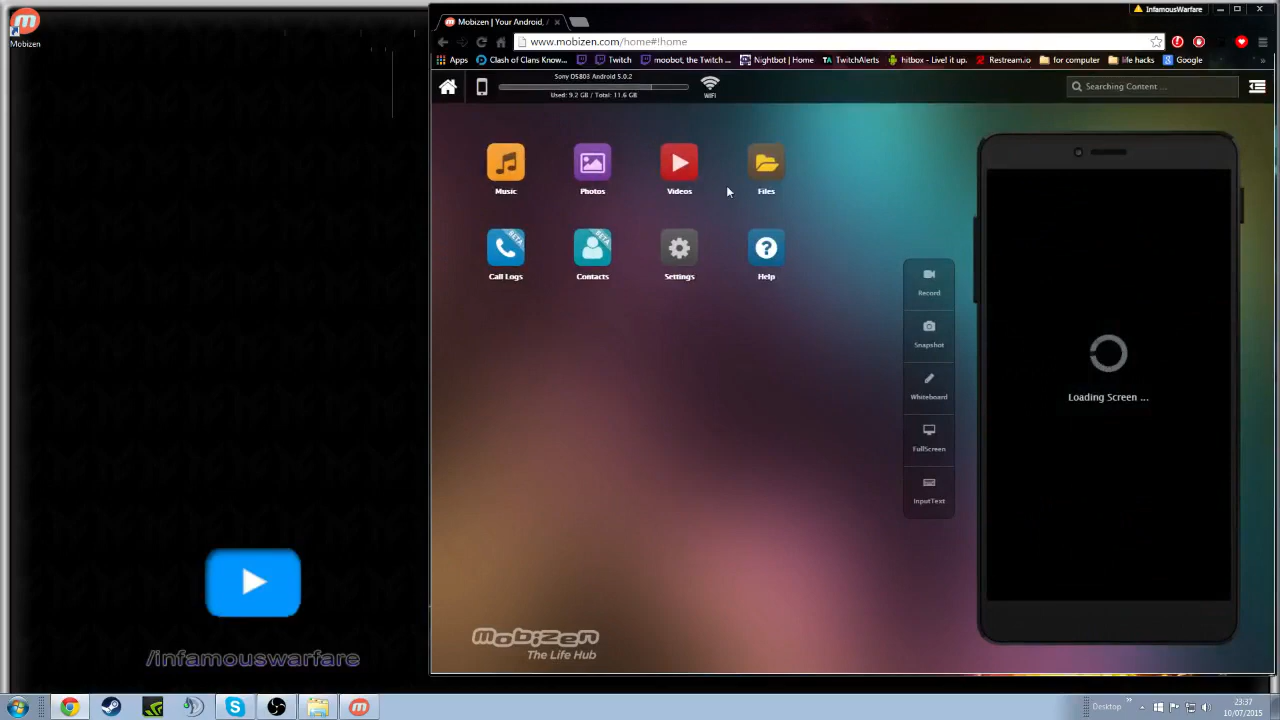 Mobizen
/infamouswarfare
Mobizen | Your Android, /
InfamousWarfare
www.mobizen.com/home#!home
Apps
Clash of Clans Know...
Twitch
moobot, the Twitch ...
Nightbot | Home
TwitchAlerts
hitbox - Live! it up.
Restream.io
for computer
life hacks
Google
»
Sony D5803 Android 5.0.2
Used: 9.2 GB / Total: 11.6 GB
WiFi
Searching Content ...
Music
Photos
Videos
Files
BETA
BETA
Call Logs
Contacts
Settings
Help
Record
Snapshot
Whiteboard
FullScreen
InputText
Loading Screen ...
mobizen
The Life Hub
Desktop
»
23:37
10/07/2015